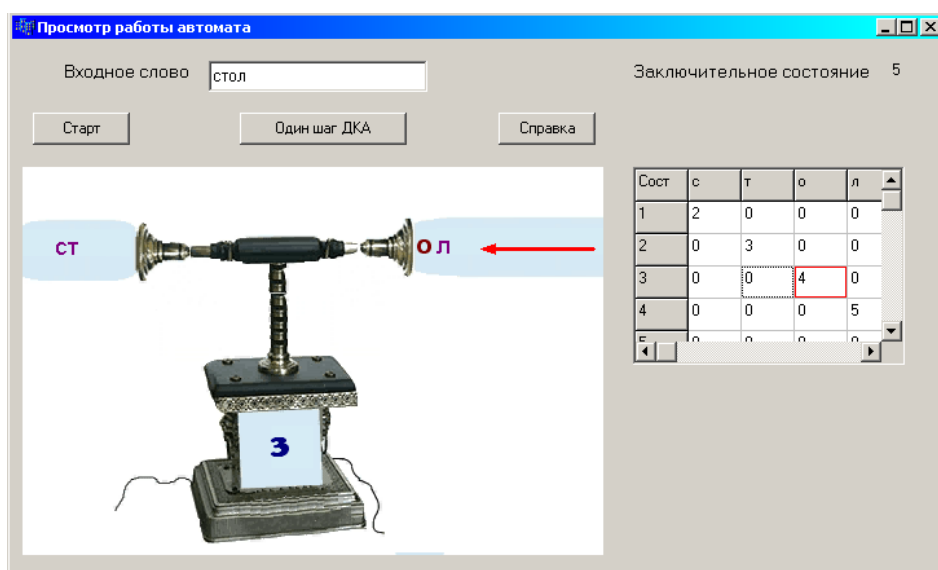 Просмотр работы автомата
Входное слово стол Заключительное состояние 5
Старт Один шаг ДКА Справка
Сост с т о л
1 2 0 0 0
2 0 3 0 0
3 0 0 4 0
4 0 0 0 5
ст ол
3